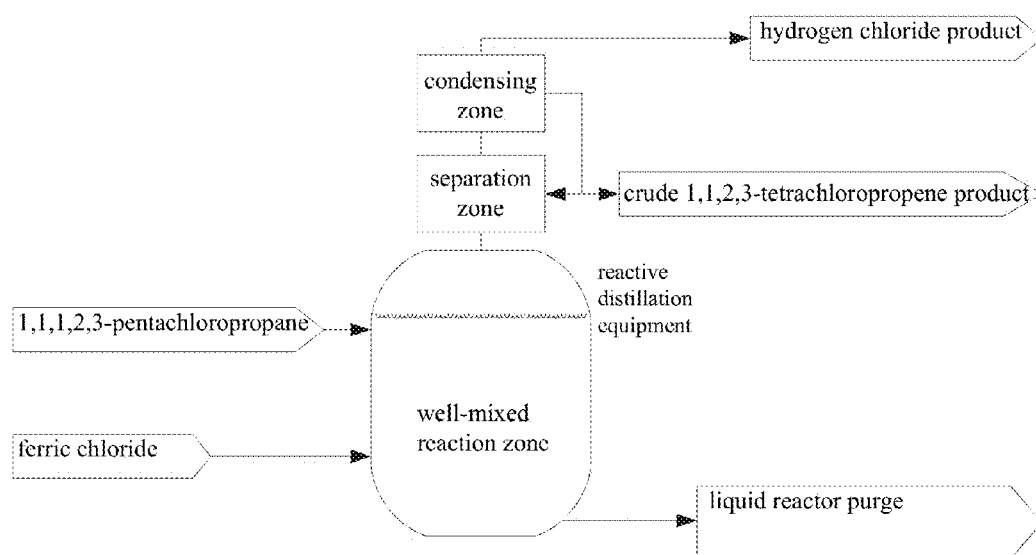 hydrogen chloride product
condensing
zone
separation
zone
crude 1,1,2,3-tetrachloropropene product
reactive
distillation
equipment
1,1,1,2,3-pentachloropropane
well-mixed
reaction zone
ferric chloride
liquid reactor purge